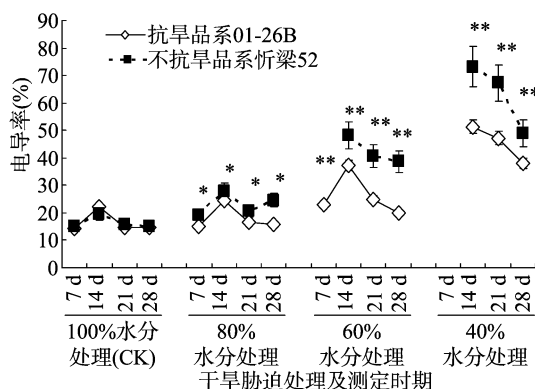 90
80
70
60
50
40
30
20
10
0
电导率(%)
抗旱品系01-26B
不抗旱品系忻梁52
* * * *
** ** ** **
** ** **
7 d 14 d 21 d 28 d 7 d 14 d 21 d 28 d 7 d 14 d 21 d 28 d 7 d 14 d 21 d 28 d
100%水分 80% 60% 40%
处理(CK) 水分处理 水分处理 水分处理
干旱胁迫处理及测定时期